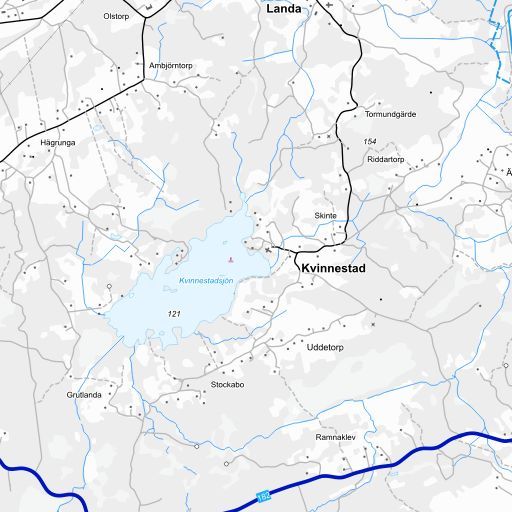 Landa
Olstorp
Ambjörntorp
Tormundgärde
Hägrunga
154
Riddartorp
Skinte
Kvinnestad
Kvinnestadsjön
121
Uddetorp
Stockabo
Grutlanda
Ramnaklev
182